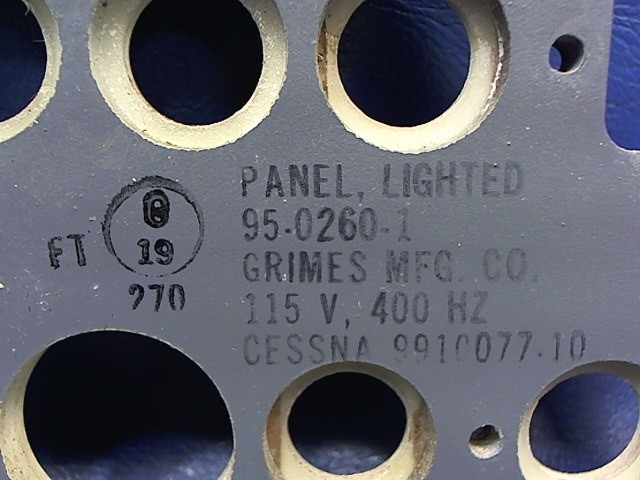 PANEL, LIGHTED
95-0260-1
GRIMES MFG. CO.
115 V, 400 HZ
CESSNA 9910077-10
G
FT 19
270